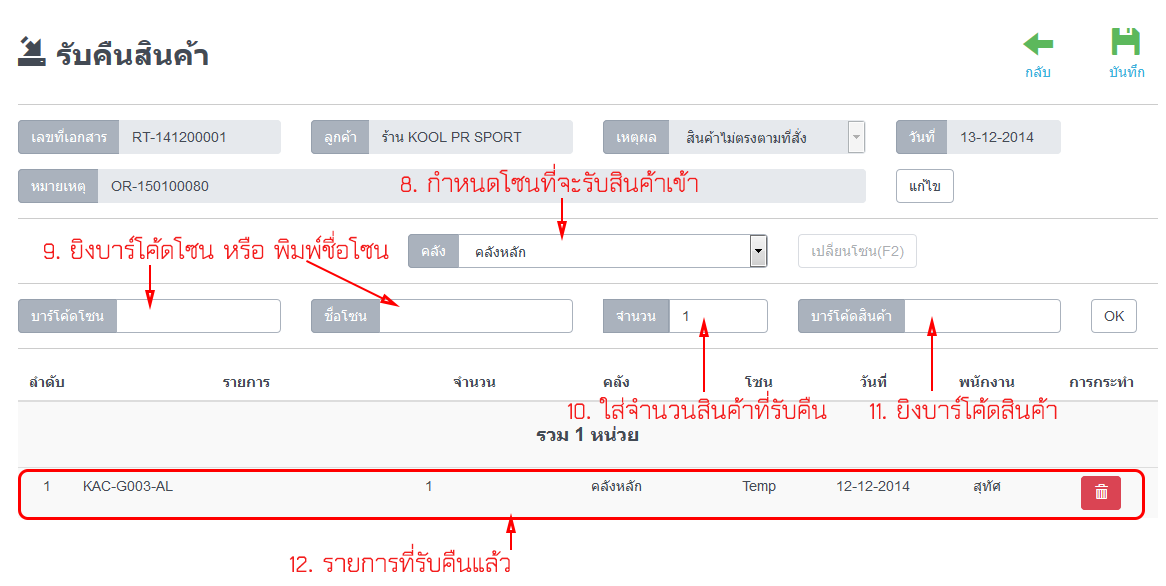 รับคืนสินค้า
กลับ
บันทึก
เลขที่เอกสาร RT-141200001 ลูกค้า ร้าน KOOL PR SPORT เหตุผล สินค้าไม่ตรงตามที่สั่ง วันที่ 13-12-2014
หมายเหตุ OR-150100080 แก้ไข
8. กำหนดโซนที่จะรับสินค้าเข้า
9. ยิงบาร์โค้ดโซน หรือ พิมพ์ชื่อโซน
คลัง คลังหลัก เปลี่ยนโซน(F2)
บาร์โค้ดโซน ชื่อโซน จำนวน 1 บาร์โค้ดสินค้า OK
ลำดับ รายการ จำนวน คลัง โซน วันที่ พนักงาน การกระทำ
10. ใส่จำนวนสินค้าที่รับคืน 11. ยิงบาร์โค้ดสินค้า
รวม 1 หน่วย
1 KAC-G003-AL 1 คลังหลัก Temp 12-12-2014 สุทัศ
12. รายการที่รับคืนแล้ว